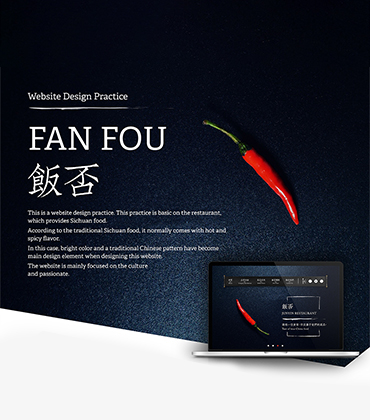 Website Design Practice
FAN FOU
飯否
This is a website design practice. This practice is basic on the restaurant,
which provides Sichuan food.
According to the traditional Sichuan food, it normally comes with hot and
spicy flavor.
In this case, bright color and a traditional Chinese pattern have become
main design element when designing this website.
The website is mainly focused on the culture
and passionate.
飯否